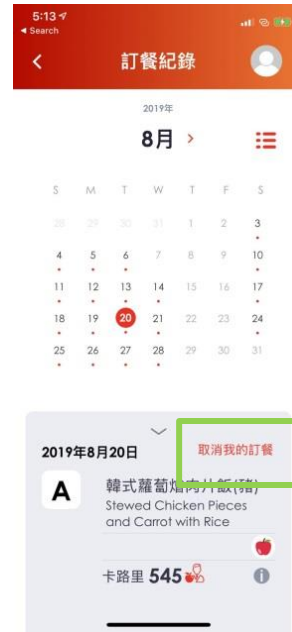 5:13
Search
訂餐紀錄
2019年
8月
S M T W T F S
28 29 30 31 1 2 3
4 5 6 7 8 9 10
11 12 13 14 15 16 17
18 19 20 21 22 23 24
25 26 27 28 29 30 31
2019年8月20日 取消我的訂餐
A 韓式蘿蔔燴肉片飯(豬)
Stewed Chicken Pieces
and Carrot with Rice
卡路里 545